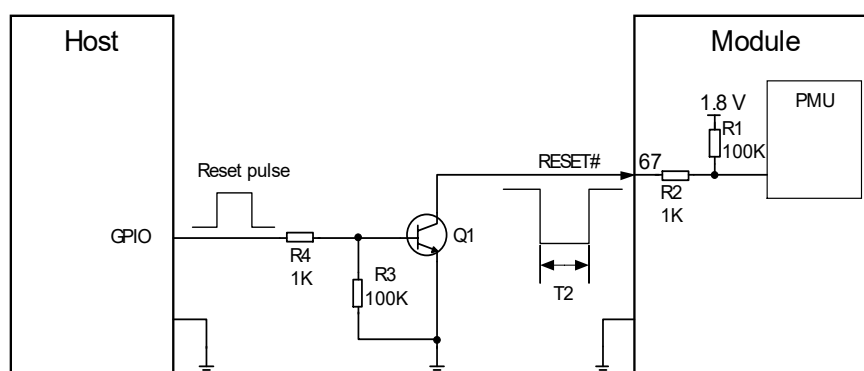 Host
Module
1.8 V
PMU
R1
100K
RESET#
67
Reset pulse
R2
1K
GPIO
Q1
R4
1K
R3
100K
T2